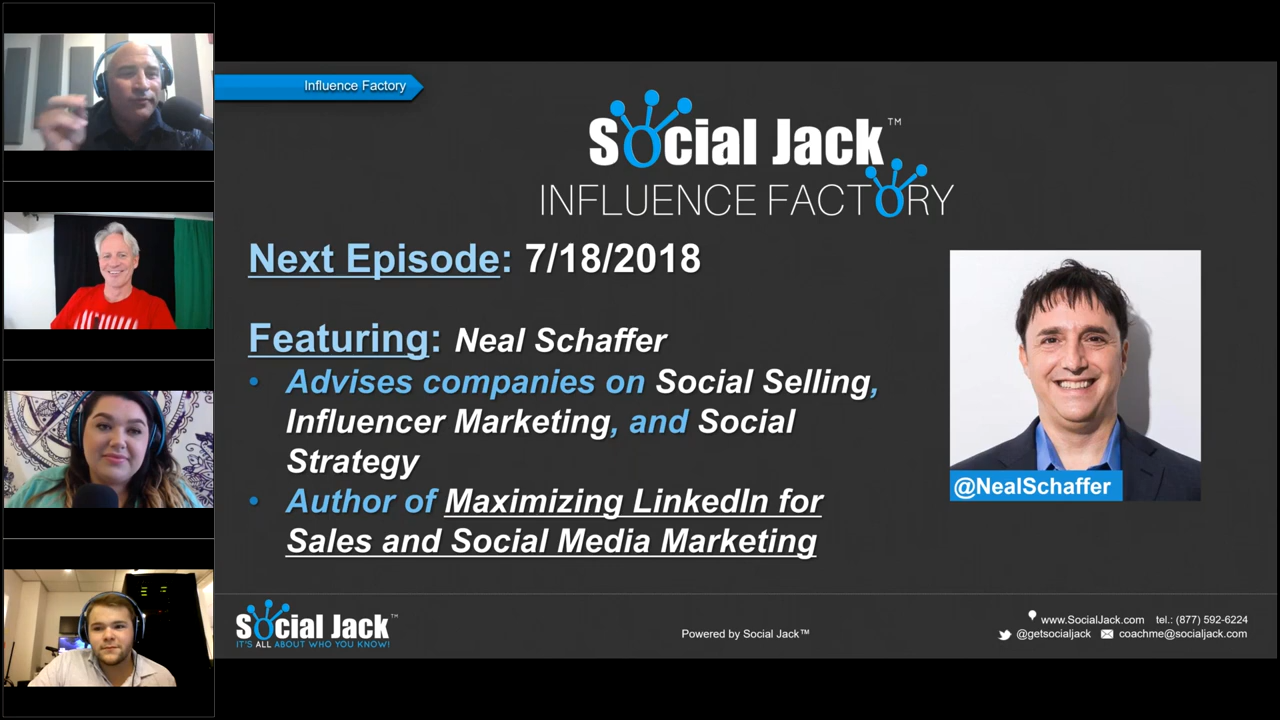 Influence Factory
Social Jack™
INFLUENCE FACTORY
Next Episode: 7/18/2018
Featuring: Neal Schaffer
• Advises companies on Social Selling,
Influencer Marketing, and Social
Strategy
• Author of Maximizing LinkedIn for
Sales and Social Media Marketing
@NealSchaffer
Social Jack™
IT'S ALL ABOUT WHO YOU KNOW!
Powered by Social Jack™
www.SocialJack.com tel.: (877) 592-6224
@getsocialjack coachme@socialjack.com